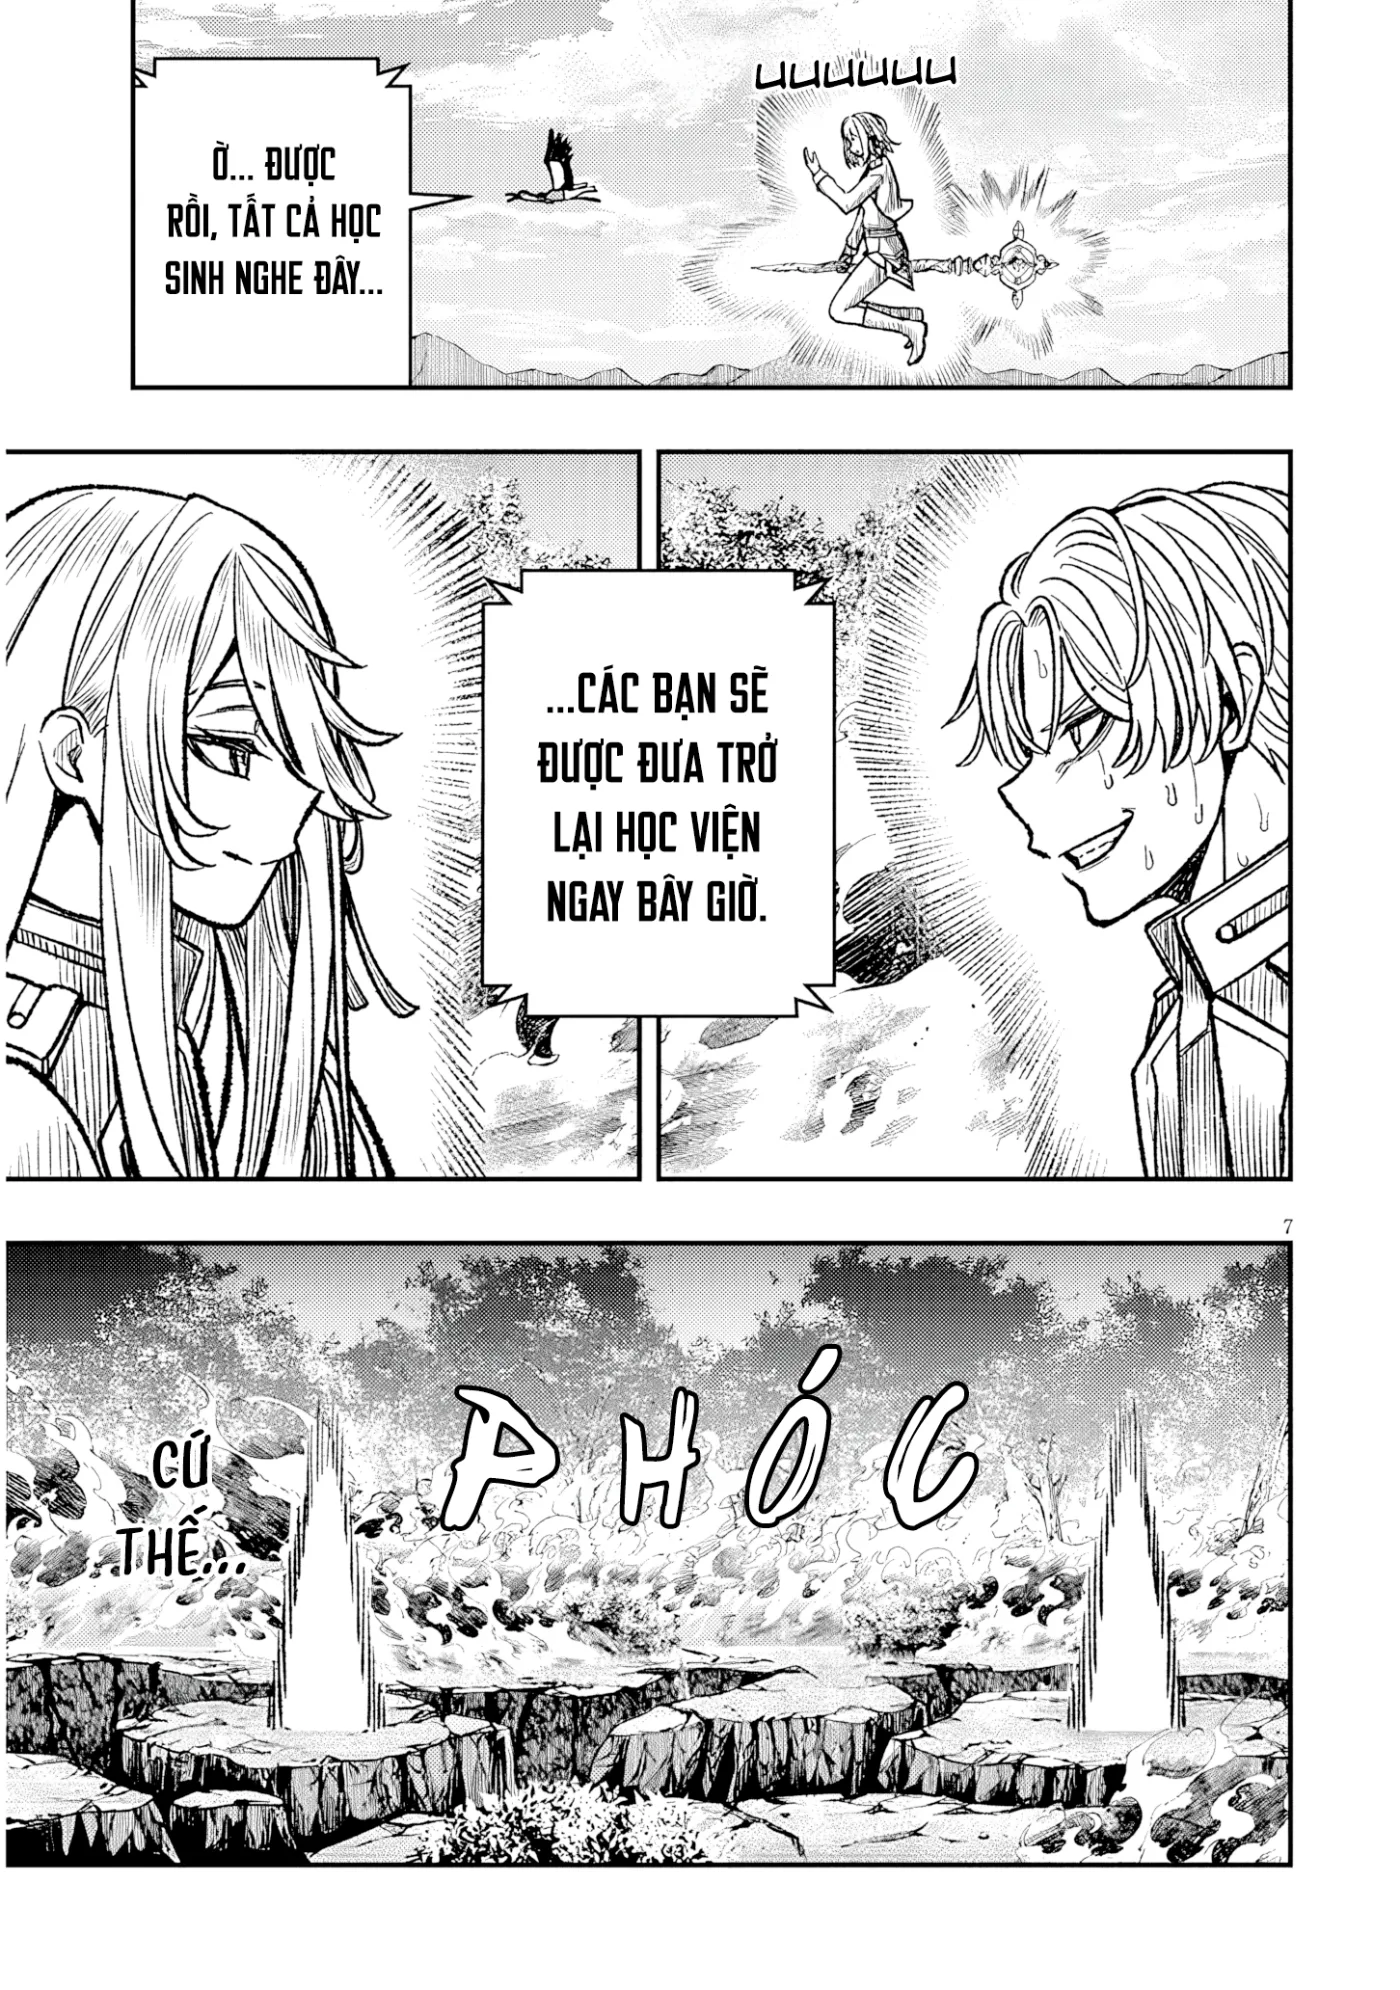 UUUUUUU
Ờ... ĐƯỢC
RỒI, TẤT CẢ HỌC
SINH NGHE ĐÂY...
...CÁC BẠN SẼ
ĐƯỢC ĐƯA TRỞ
LẠI HỌC VIỆN
NGAY BÂY GIỜ.
7
PHÓC
CỨ
THẾ...